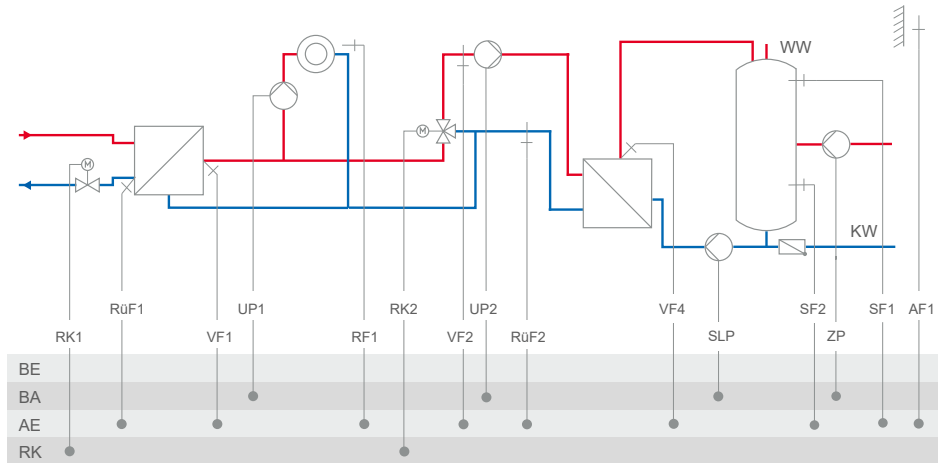 WW
M
M
KW
RüF1 UP1 RK2 UP2 VF4 SF2 SF1 AF1
RK1 VF1 RF1 VF2 RüF2 SLP ZP
BE
BA
AE
RK